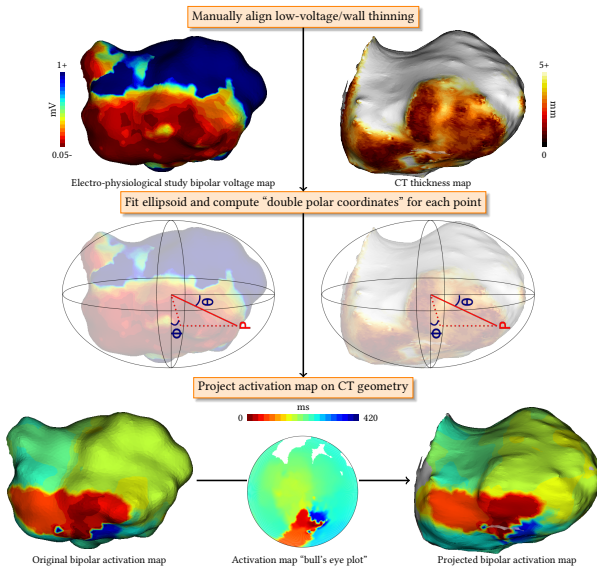 Manually align low-voltage/wall thinning
1+
mV
0.05-
5+
mm
0
Electro-physiological study bipolar voltage map
CT thickness map
Fit ellipsoid and compute “double polar coordinates” for each point
θ
Φ
P
θ
Φ
P
Project activation map on CT geometry
ms
0
420
Original bipolar activation map
Activation map “bull's eye plot”
Projected bipolar activation map